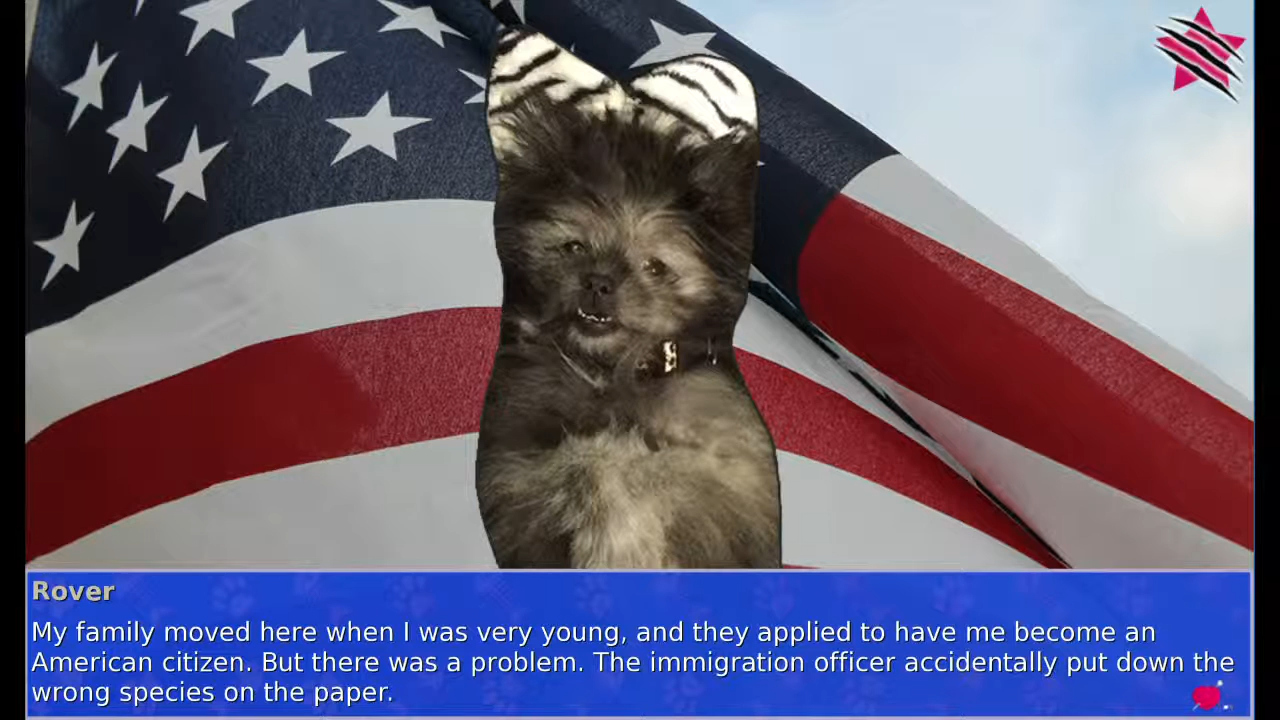 Rover
My family moved here when I was very young, and they applied to have me become an
American citizen. But there was a problem. The immigration officer accidentally put down the
wrong species on the paper.